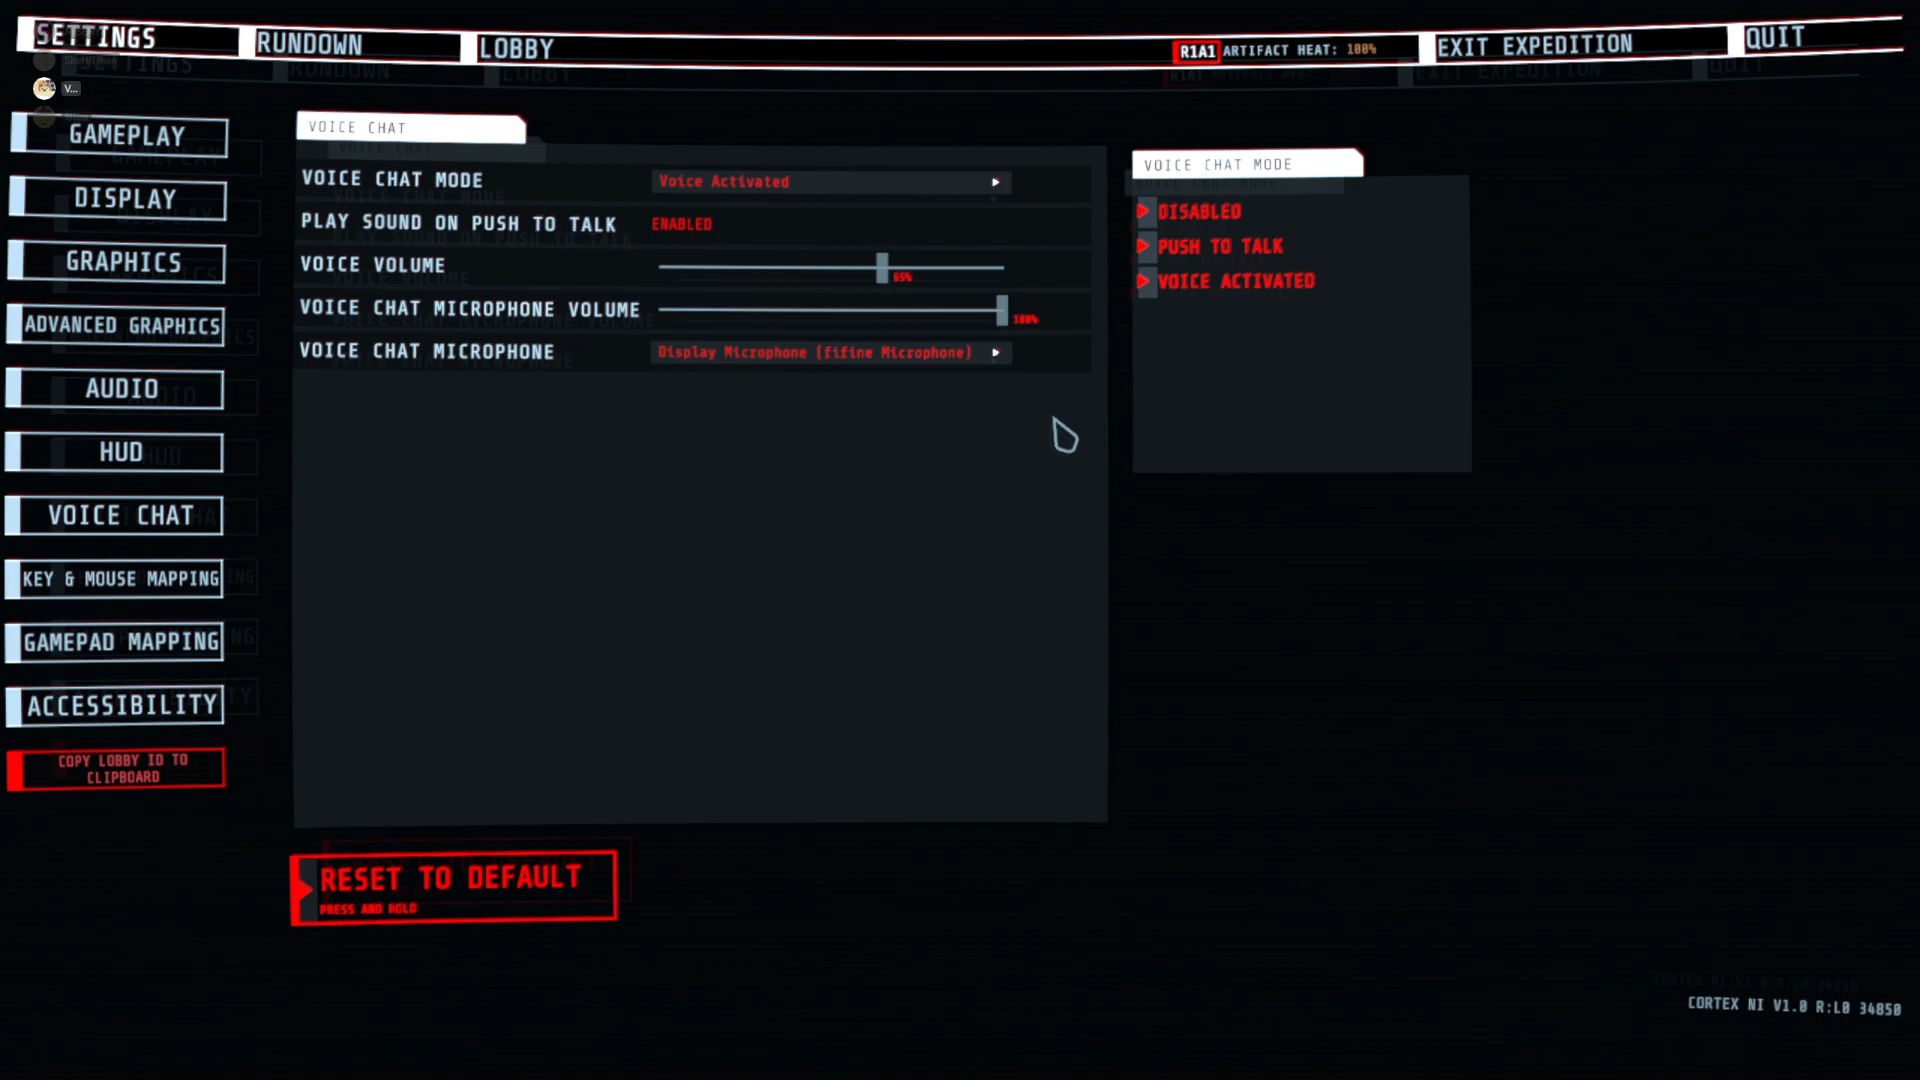 SETTINGS
RUNDOWN
LOBBY
R1A1 ARTIFACT HEAT: 100%
EXIT EXPEDITION
QUIT
V...
GAMEPLAY
DISPLAY
GRAPHICS
ADVANCED GRAPHICS
AUDIO
HUD
VOICE CHAT
KEY & MOUSE MAPPING
GAMEPAD MAPPING
ACCESSIBILITY
COPY LOBBY ID TO
CLIPBOARD
VOICE CHAT
VOICE CHAT MODE Voice Activated
PLAY SOUND ON PUSH TO TALK ENABLED
VOICE VOLUME 65%
VOICE CHAT MICROPHONE VOLUME 100%
VOICE CHAT MICROPHONE Display Microphone (fifine Microphone)
RESET TO DEFAULT
PRESS AND HOLD
VOICE CHAT MODE
DISABLED
PUSH TO TALK
VOICE ACTIVATED
CORTEX NI V1.0 R:L0 34850